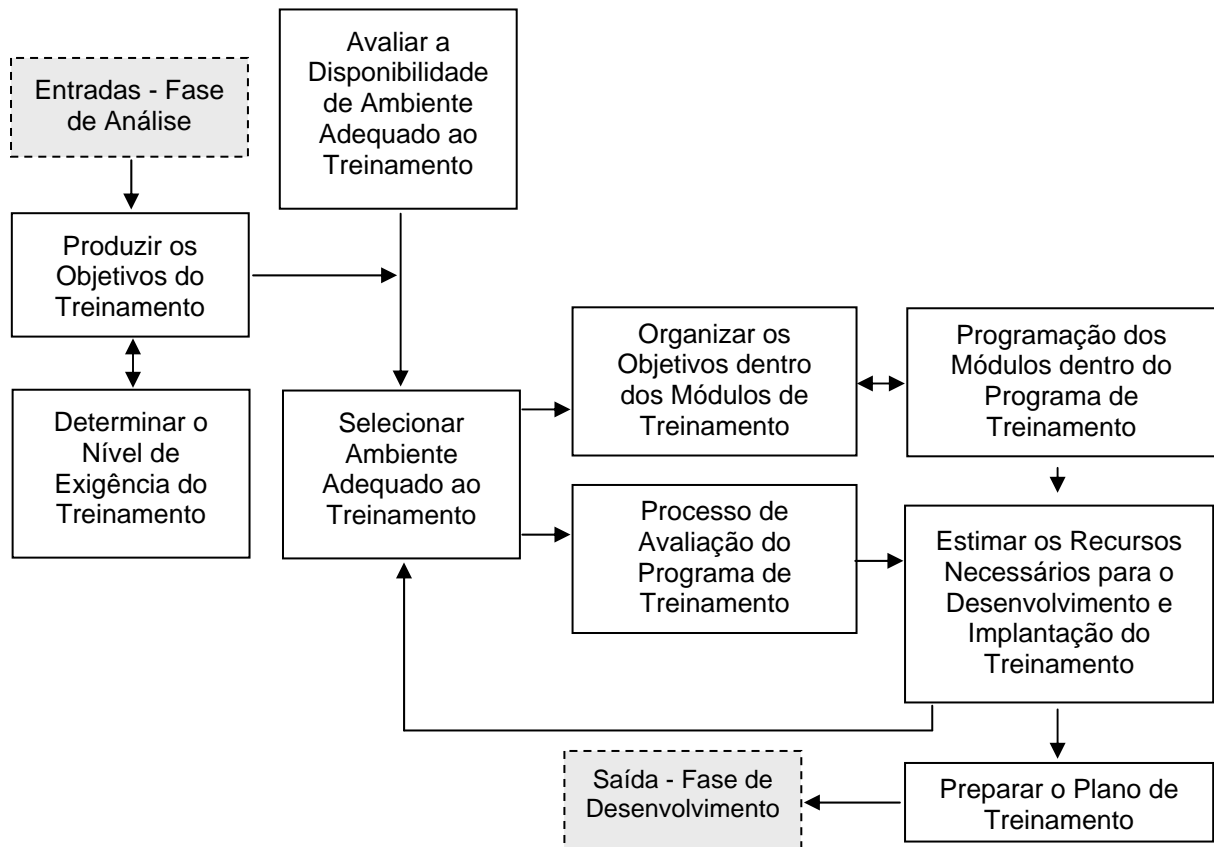 Entradas - Fase
de Análise
Avaliar a
Disponibilidade
de Ambiente
Adequado ao
Treinamento
Produzir os
Objetivos do
Treinamento
Determinar o
Nível de
Exigência do
Treinamento
Selecionar
Ambiente
Adequado ao
Treinamento
Organizar os
Objetivos dentro
dos Módulos de
Treinamento
Programação dos
Módulos dentro do
Programa de
Treinamento
Processo de
Avaliação do
Programa de
Treinamento
Estimar os Recursos
Necessários para o
Desenvolvimento e
Implantação do
Treinamento
Saída - Fase de
Desenvolvimento
Preparar o Plano de
Treinamento